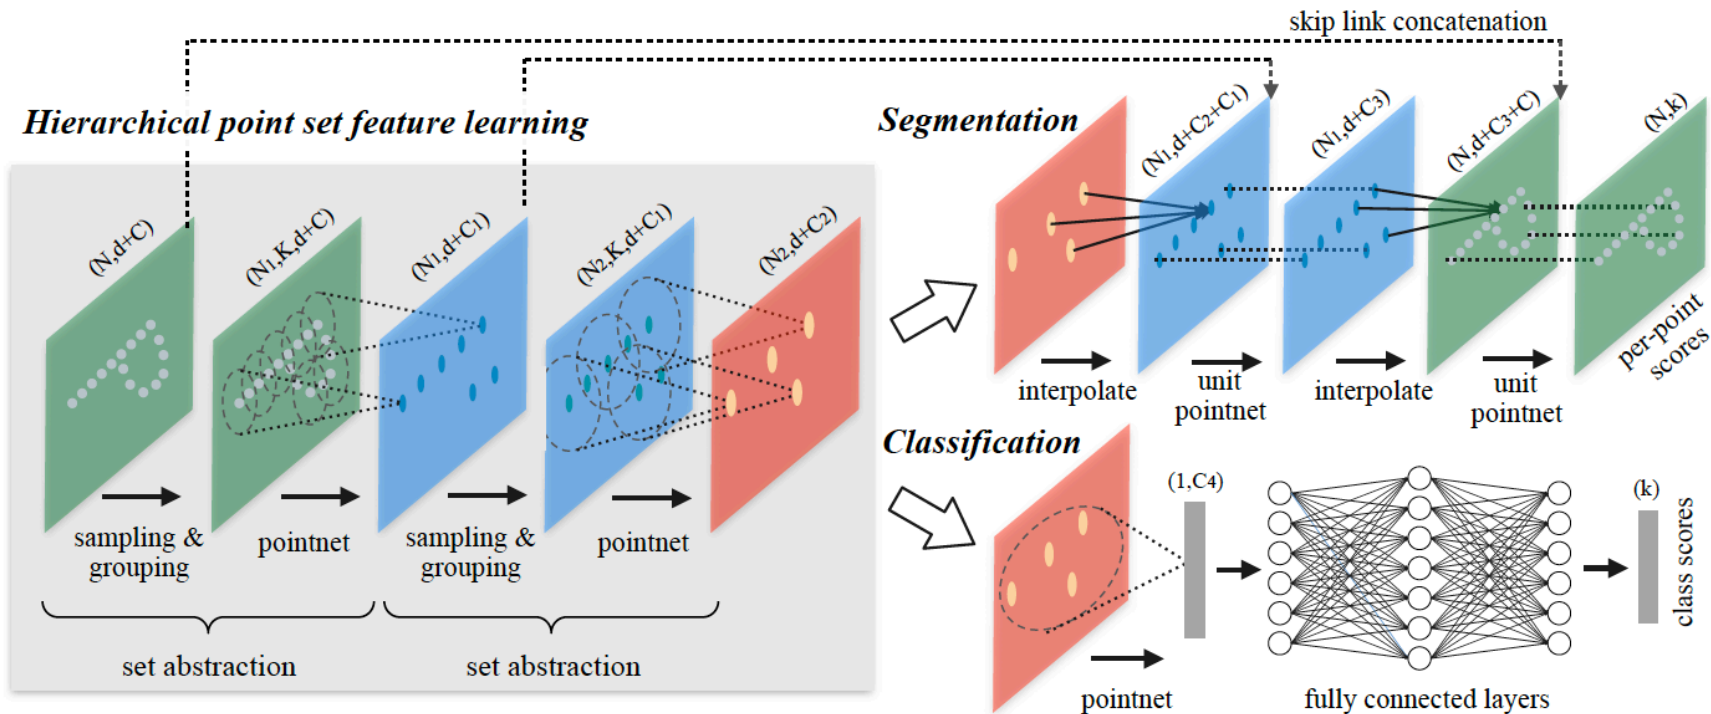 skip link concatenation
Hierarchical point set feature learning
(N,d+C)
(N1,K,d+C)
(N1,d+C1)
(N2,K,d+C1)
(N2,d+C2)
sampling &
grouping
pointnet
sampling &
grouping
pointnet
set abstraction
set abstraction
Segmentation
(N1,d+C2+C1)
(N1,d+C3)
(N,d+C3+C)
(N,k)
interpolate
unit
pointnet
interpolate
unit
pointnet
per-point
scores
Classification
(1,C4)
(k)
class scores
pointnet
fully connected layers